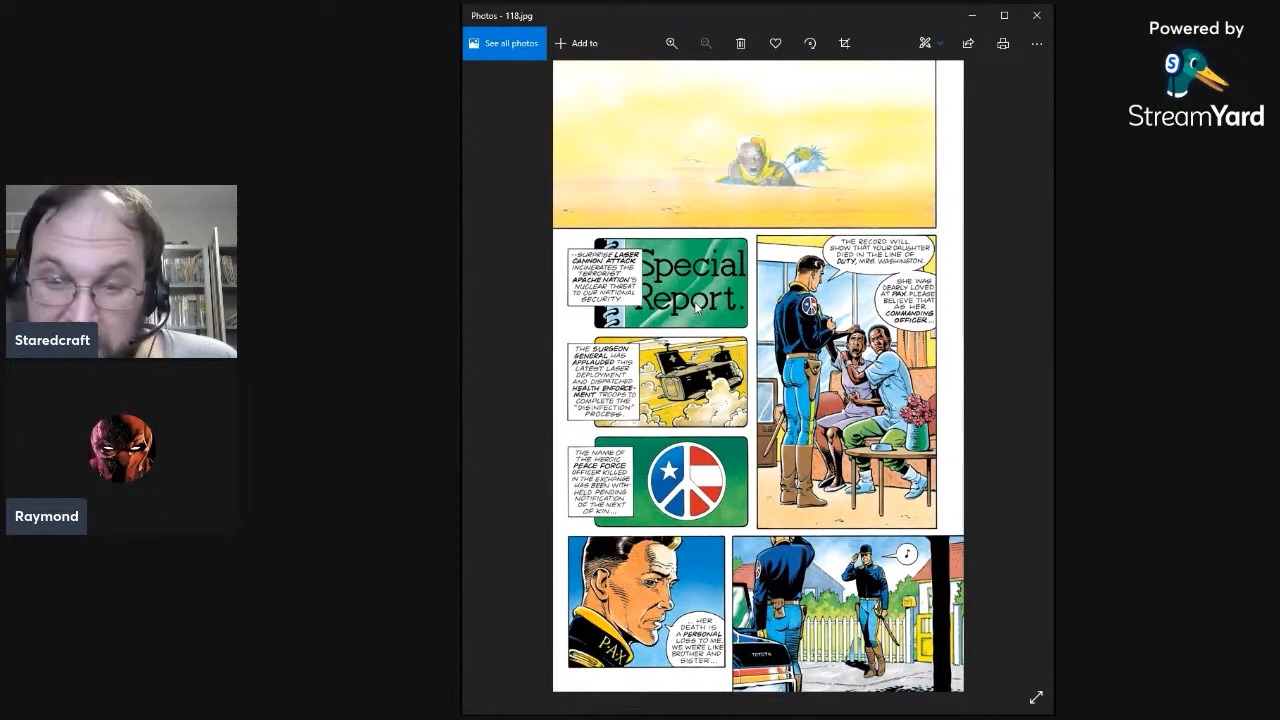 Photos - 118.jpg
See all photos
Add to
Powered by
S
StreamYard
Staredcraft
Raymond
--SURPRISE LASER
CANNON ATTACK
INCINERATES THE
TERRORIST
APACHE NATION'S
NUCLEAR THREAT
TO OUR NATIONAL
SECURITY.
Special
Report.
THE SURGEON
GENERAL HAS
APPLAUDED THIS
LATEST LASER
DEPLOYMENT
AND DISPATCHED
HEALTH ENFORCE-
MENT TROOPS TO
COMPLETE THE
"DISINFECTION"
PROCESS.
THE NAME OF
THE HEROIC
PEACE FORCE
OFFICER KILLED
IN THE EXCHANGE
HAS BEEN WITH-
HELD PENDING
NOTIFICATION
OF THE NEXT
OF KIN...
THE RECORD WILL
SHOW THAT YOUR DAUGHTER
DIED IN THE LINE OF
DUTY, MRS. WASHINGTON.
SHE WAS
DEARLY LOVED
AT PAX. PLEASE
BELIEVE THAT
AS HER
COMMANDING
OFFICER...
...HER
DEATH IS
A PERSONAL
LOSS TO ME.
WE WERE LIKE
BROTHER AND
SISTER...
PAX
TOYOTA